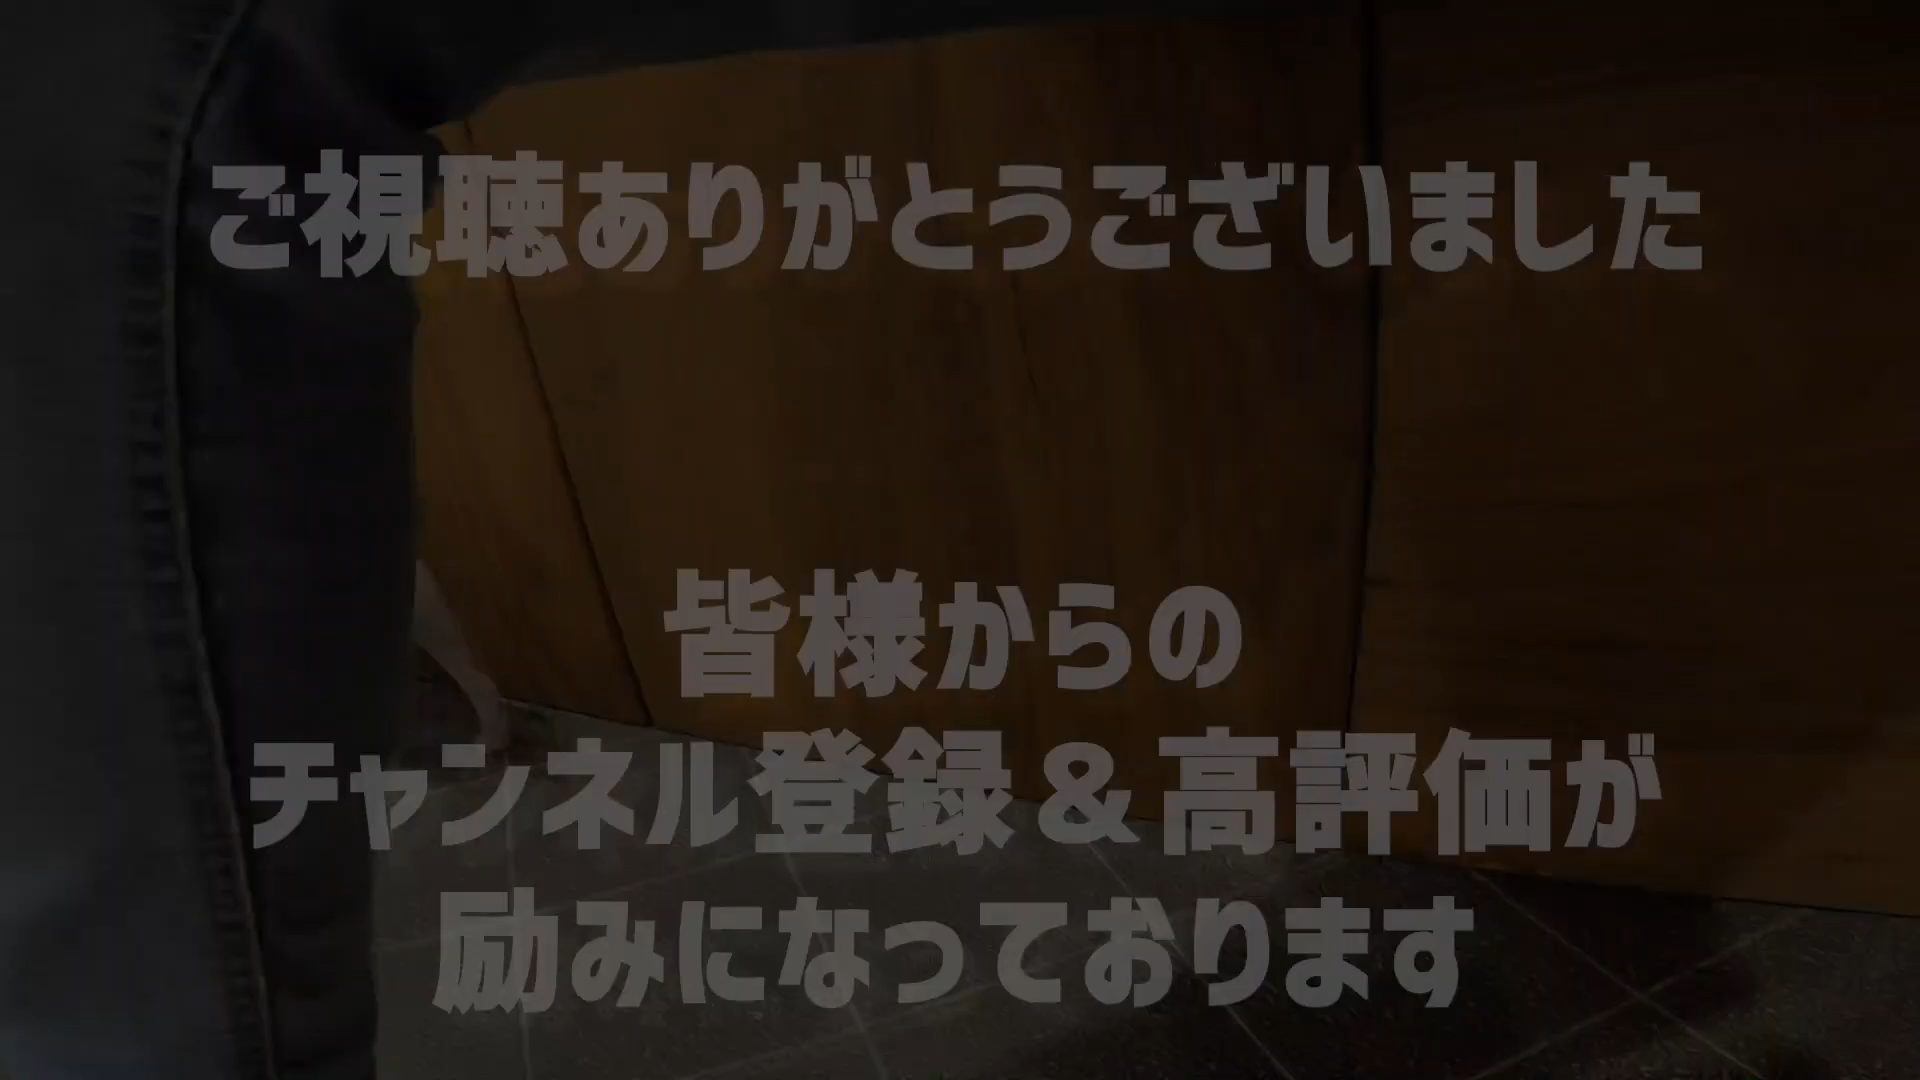 ご視聴ありがとうございました
皆様からの
チャンネル登録＆高評価が
励みになっております